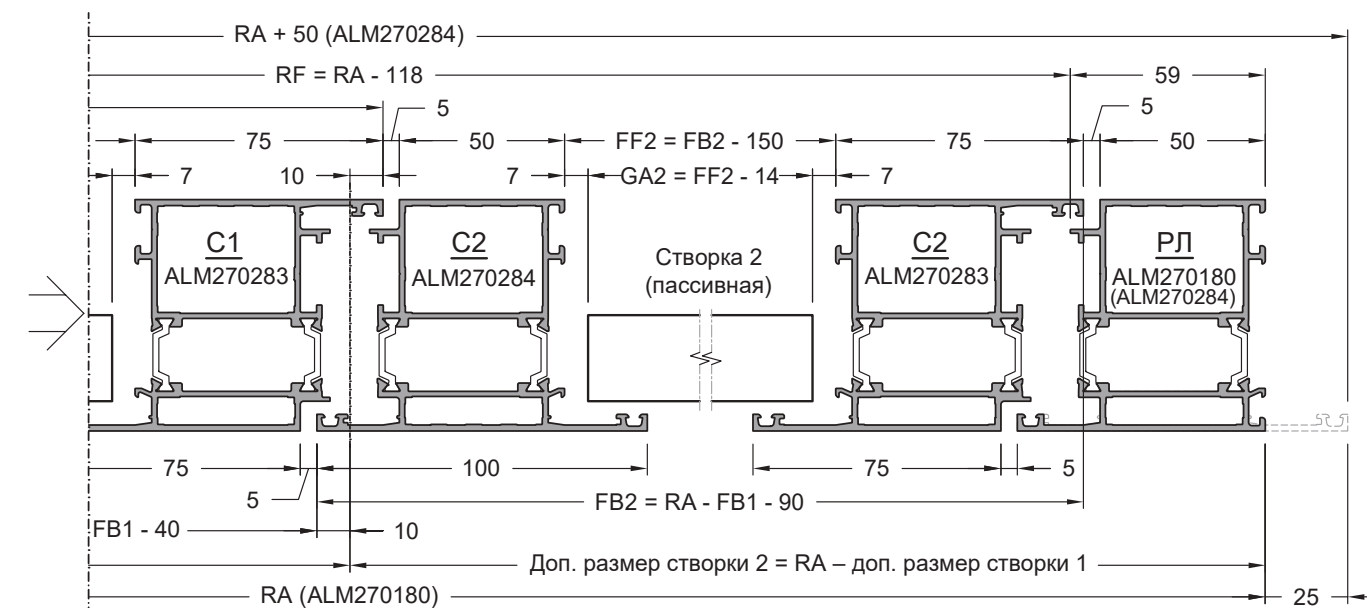 RA + 50 (ALM270284)
RF = RA - 118
59
5
5
75
50
FF2 = FB2 - 150
75
50
7
10
7
GA2 = FF2 - 14
7
C1
ALM270283
C2
ALM270284
Створка 2
(пассивная)
C2
ALM270283
РЛ
ALM270180
(ALM270284)
75
100
75
5
5
FB2 = RA - FB1 - 90
FB1 - 40
10
Доп. размер створки 2 = RA – доп. размер створки 1
RA (ALM270180)
25